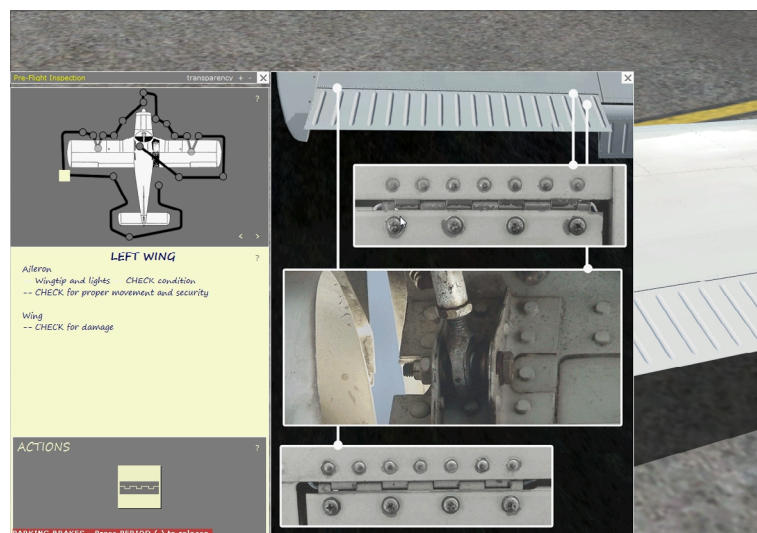 Pre-Flight Inspection transparency + - X
?
< >
LEFT WING ?
Aileron
Wingtip and lights CHECK condition
-- CHECK for proper movement and security
Wing
-- CHECK for damage
ACTIONS ?
PARKING BRAKES - Press PERIOD (.) to release
X